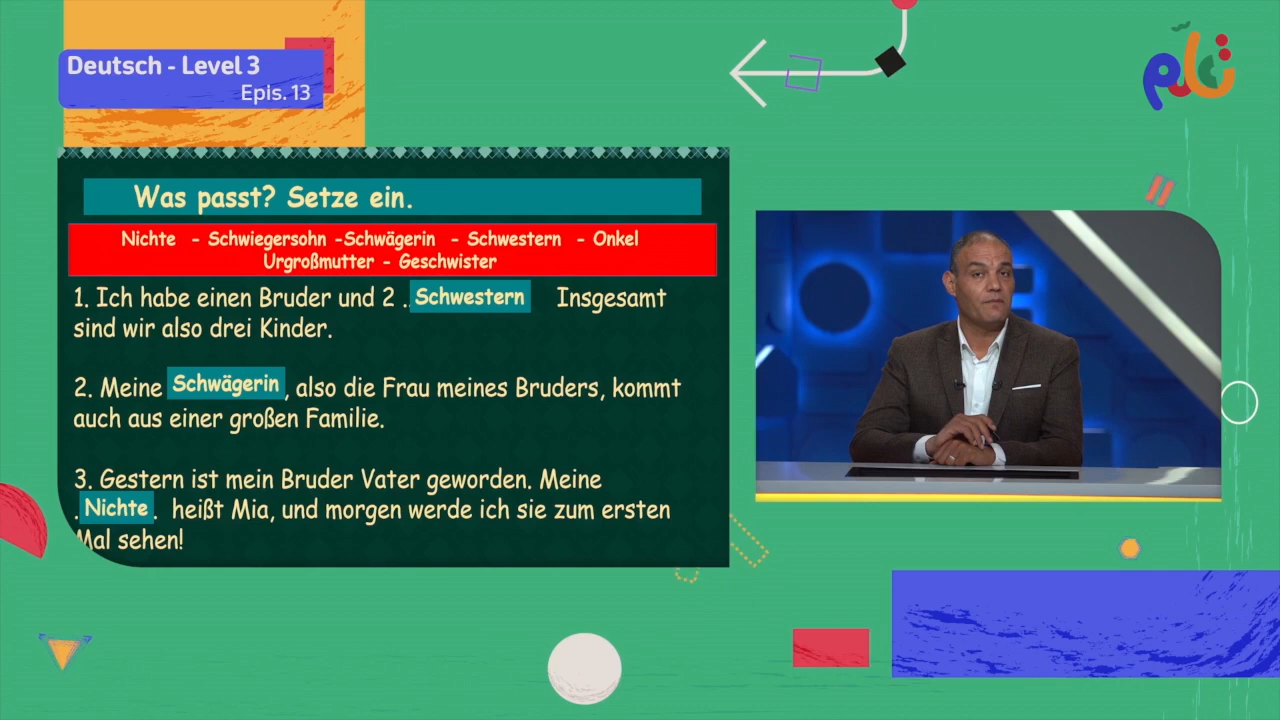 Deutsch - Level 3
Epis. 13
تكلم
Was passt? Setze ein.
Nichte - Schwiegersohn -Schwägerin - Schwestern - Onkel
Urgroßmutter - Geschwister
1. Ich habe einen Bruder und 2 .. Schwestern Insgesamt
sind wir also drei Kinder.
2. Meine Schwägerin, also die Frau meines Bruders, kommt
auch aus einer großen Familie.
3. Gestern ist mein Bruder Vater geworden. Meine
.Nichte. heißt Mia, und morgen werde ich sie zum ersten
Mal sehen!